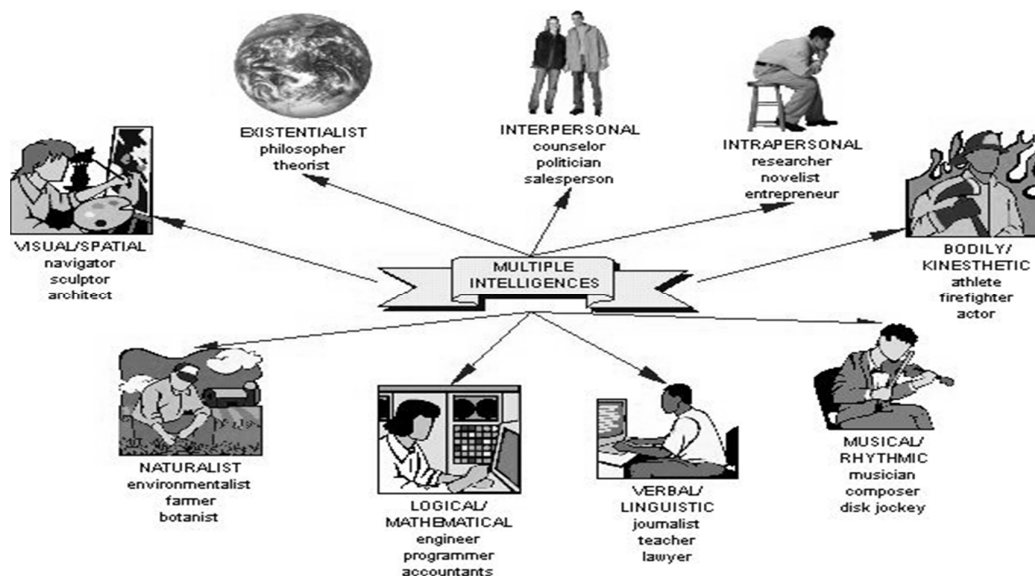 EXISTENTIALIST
philosopher
theorist
INTERPERSONAL
counselor
politician
salesperson
INTRAPERSONAL
researcher
novelist
entrepreneur
VISUAL/SPATIAL
navigator
sculptor
architect
MULTIPLE
INTELLIGENCES
BODILY/
KINESTHETIC
athlete
firefighter
actor
NATURALIST
environmentalist
farmer
botanist
LOGICAL/
MATHEMATICAL
engineer
programmer
accountants
VERBAL/
LINGUISTIC
journalist
teacher
lawyer
MUSICAL/
RHYTHMIC
musician
composer
disk jockey